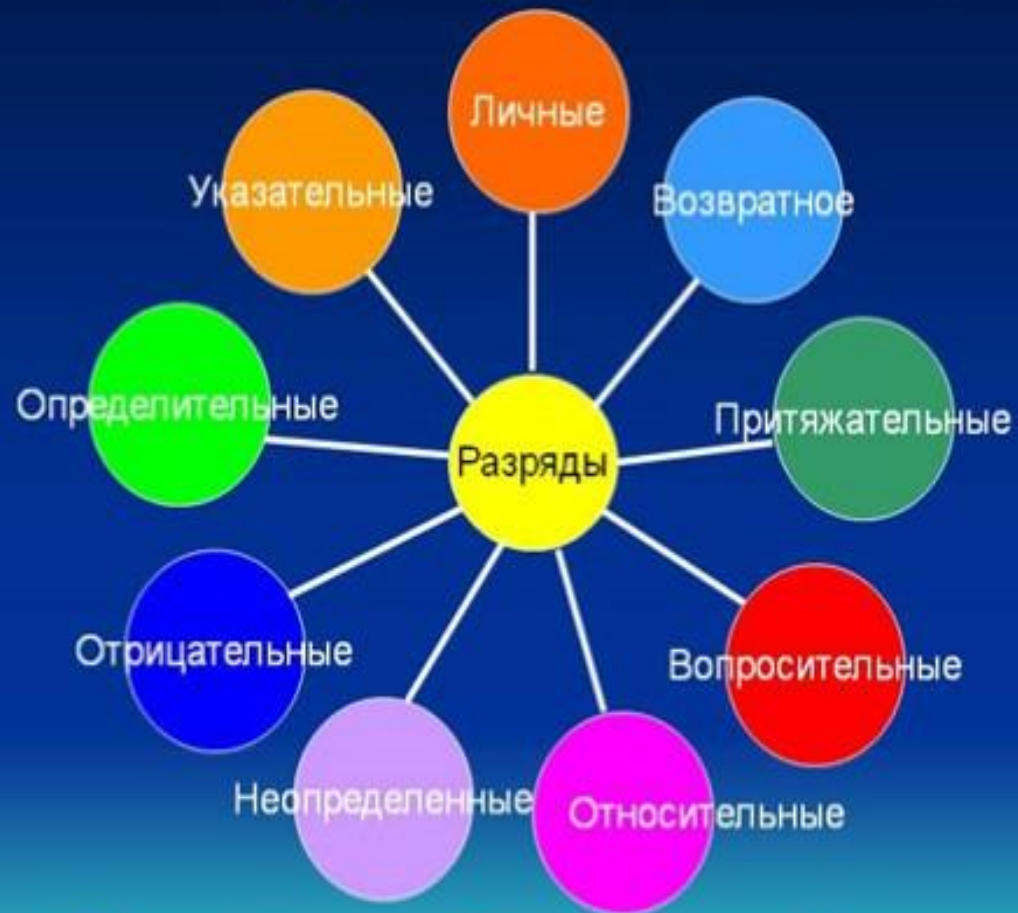 Личные
Возвратное
Притяжательные
Вопросительные
Относительные
Неопределенные
Отрицательные
Определительные
Указательные
Разряды